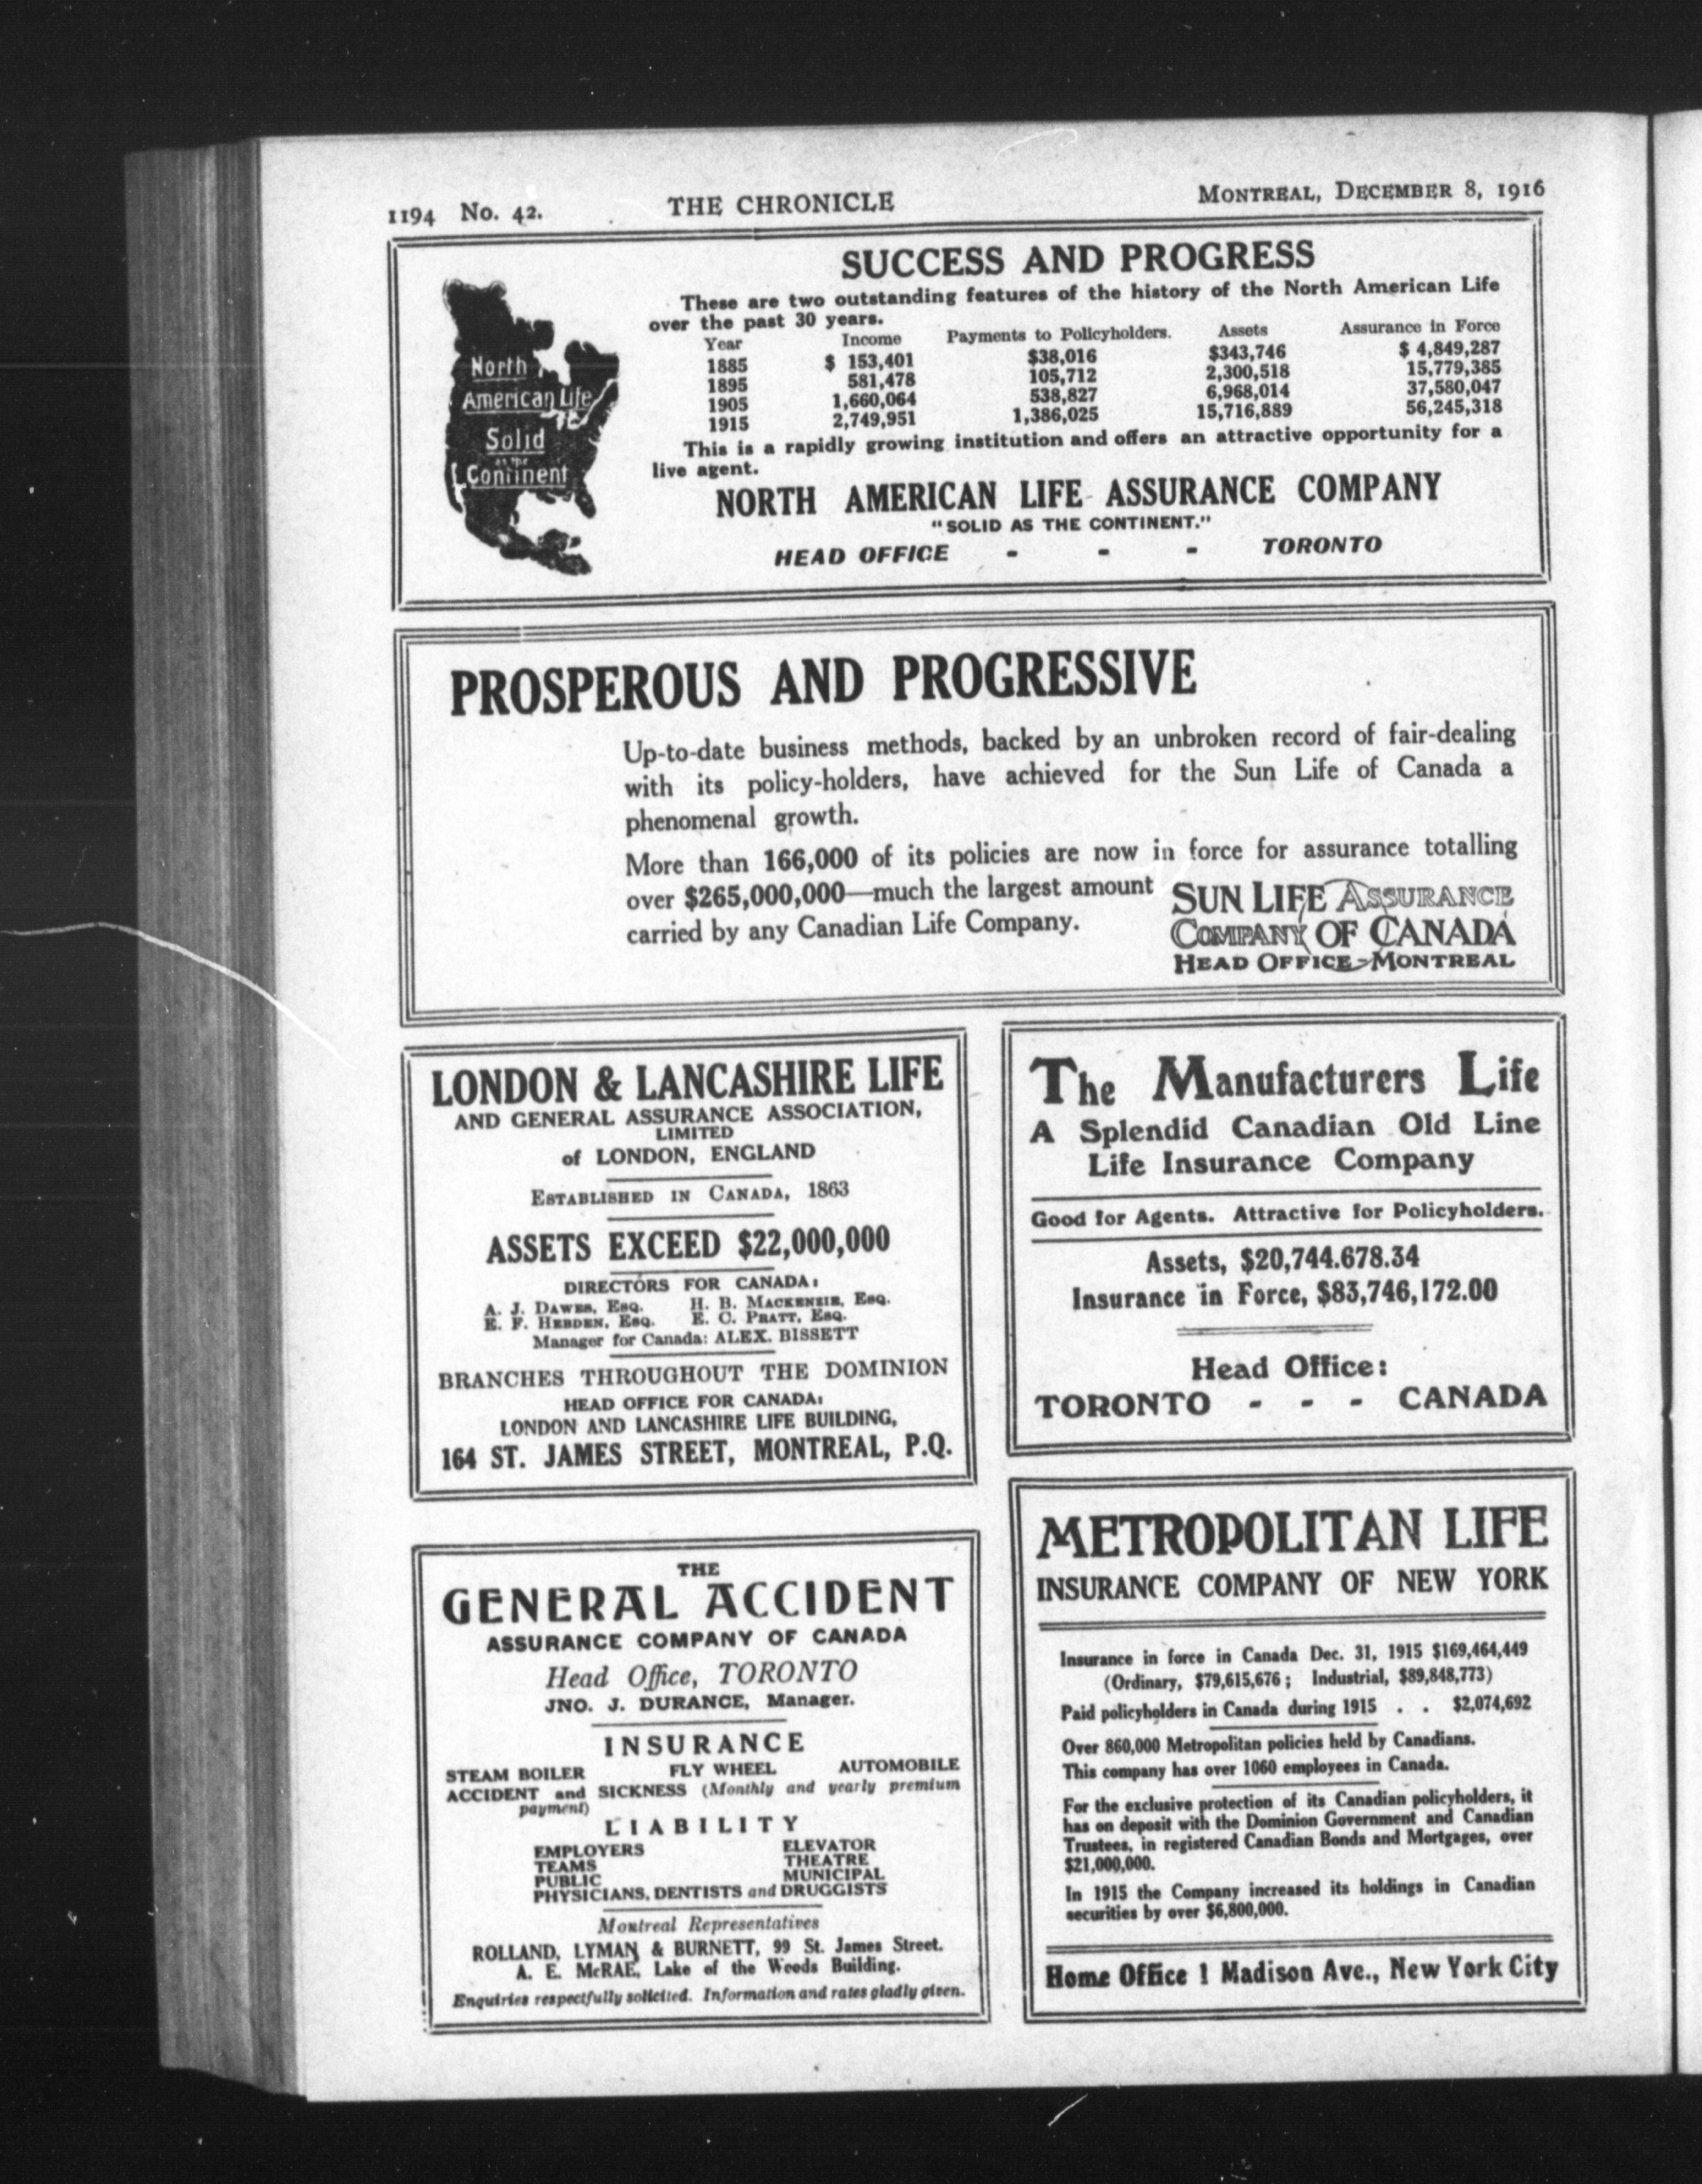 1194 No. 42. THE CHRONICLE MONTREAL, DECEMBER 8, 1916
North
American Life
Solid
as the
Continent
SUCCESS AND PROGRESS
These are two outstanding features of the history of the North American Life
over the past 30 years.
Year Income Payments to Policyholders. Assets Assurance in Force
1885 $ 153,401 $38,016 $343,746 $ 4,849,287
1895 581,478 105,712 2,300,518 15,779,385
1905 1,660,064 538,827 6,968,014 37,580,047
1915 2,749,951 1,386,025 15,716,889 56,245,318
This is a rapidly growing institution and offers an attractive opportunity for a
live agent.
NORTH AMERICAN LIFE ASSURANCE COMPANY
"SOLID AS THE CONTINENT."
HEAD OFFICE - - - TORONTO
PROSPEROUS AND PROGRESSIVE
Up-to-date business methods, backed by an unbroken record of fair-dealing
with its policy-holders, have achieved for the Sun Life of Canada a
phenomenal growth.
More than 166,000 of its policies are now in force for assurance totalling
over $265,000,000—much the largest amount
carried by any Canadian Life Company.
SUN LIFE ASSURANCE
COMPANY OF CANADA
HEAD OFFICE-MONTREAL
LONDON & LANCASHIRE LIFE
AND GENERAL ASSURANCE ASSOCIATION,
LIMITED
of LONDON, ENGLAND
ESTABLISHED IN CANADA, 1863
ASSETS EXCEED $22,000,000
DIRECTORS FOR CANADA:
A. J. DAWES, ESQ. H. B. MACKENZIE, ESQ.
E. F. HEBDEN, ESQ. E. C. PRATT, ESQ.
Manager for Canada: ALEX. BISSETT
BRANCHES THROUGHOUT THE DOMINION
HEAD OFFICE FOR CANADA:
LONDON AND LANCASHIRE LIFE BUILDING,
164 ST. JAMES STREET, MONTREAL, P.Q.
The Manufacturers Life
A Splendid Canadian Old Line
Life Insurance Company
Good for Agents. Attractive for Policyholders.
Assets, $20,744.678.34
Insurance in Force, $83,746,172.00
Head Office:
TORONTO - - - CANADA
THE
GENERAL ACCIDENT
ASSURANCE COMPANY OF CANADA
Head Office, TORONTO
JNO. J. DURANCE, Manager.
INSURANCE
STEAM BOILER FLY WHEEL AUTOMOBILE
ACCIDENT and SICKNESS (Monthly and yearly premium
payment)
LIABILITY
EMPLOYERS ELEVATOR
TEAMS THEATRE
PUBLIC MUNICIPAL
PHYSICIANS, DENTISTS and DRUGGISTS
Montreal Representatives
ROLLAND, LYMAN & BURNETT, 99 St. James Street.
A. E. McRAE, Lake of the Woods Building.
Enquiries respectfully solicited. Information and rates gladly given.
METROPOLITAN LIFE
INSURANCE COMPANY OF NEW YORK
Insurance in force in Canada Dec. 31, 1915 $169,464,449
(Ordinary, $79,615,676 ; Industrial, $89,848,773)
Paid policyholders in Canada during 1915 . . $2,074,692
Over 860,000 Metropolitan policies held by Canadians.
This company has over 1060 employees in Canada.
For the exclusive protection of its Canadian policyholders, it
has on deposit with the Dominion Government and Canadian
Trustees, in registered Canadian Bonds and Mortgages, over
$21,000,000.
In 1915 the Company increased its holdings in Canadian
securities by over $6,800,000.
Home Office 1 Madison Ave., New York City